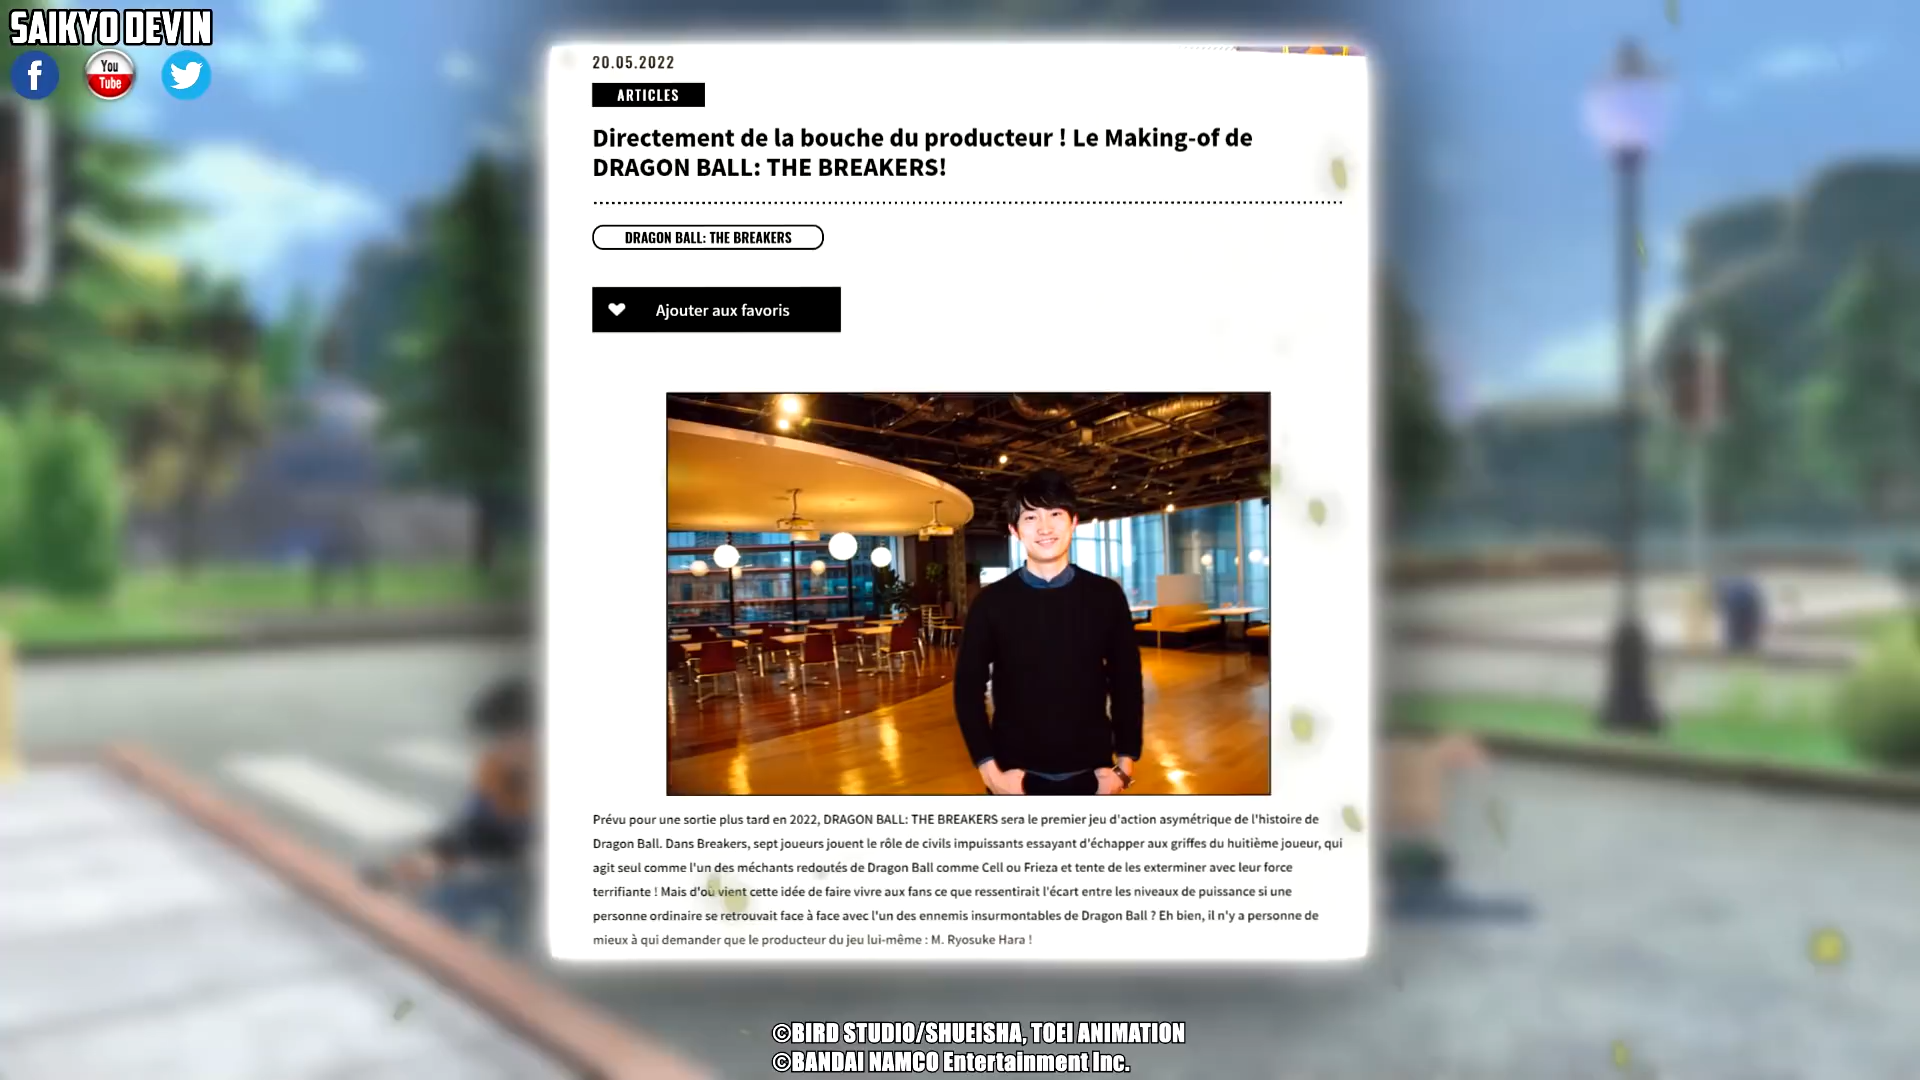 SAIKYO DEVIN
f
You
Tube
20.05.2022
ARTICLES
Directement de la bouche du producteur ! Le Making-of de
DRAGON BALL: THE BREAKERS!
DRAGON BALL: THE BREAKERS
Ajouter aux favoris
Prévu pour une sortie plus tard en 2022, DRAGON BALL: THE BREAKERS sera le premier jeu d'action asymétrique de l'histoire de
Dragon Ball. Dans Breakers, sept joueurs jouent le rôle de civils impuissants essayant d'échapper aux griffes du huitième joueur, qui
agit seul comme l'un des méchants redoutés de Dragon Ball comme Cell ou Frieza et tente de les exterminer avec leur force
terrifiante ! Mais d'où vient cette idée de faire vivre aux fans ce que ressentirait l'écart entre les niveaux de puissance si une
personne ordinaire se retrouvait face à face avec l'un des ennemis insurmontables de Dragon Ball ? Eh bien, il n'y a personne de
mieux à qui demander que le producteur du jeu lui-même : M. Ryosuke Hara !
©BIRD STUDIO/SHUEISHA, TOEI ANIMATION
©BANDAI NAMCO Entertainment Inc.